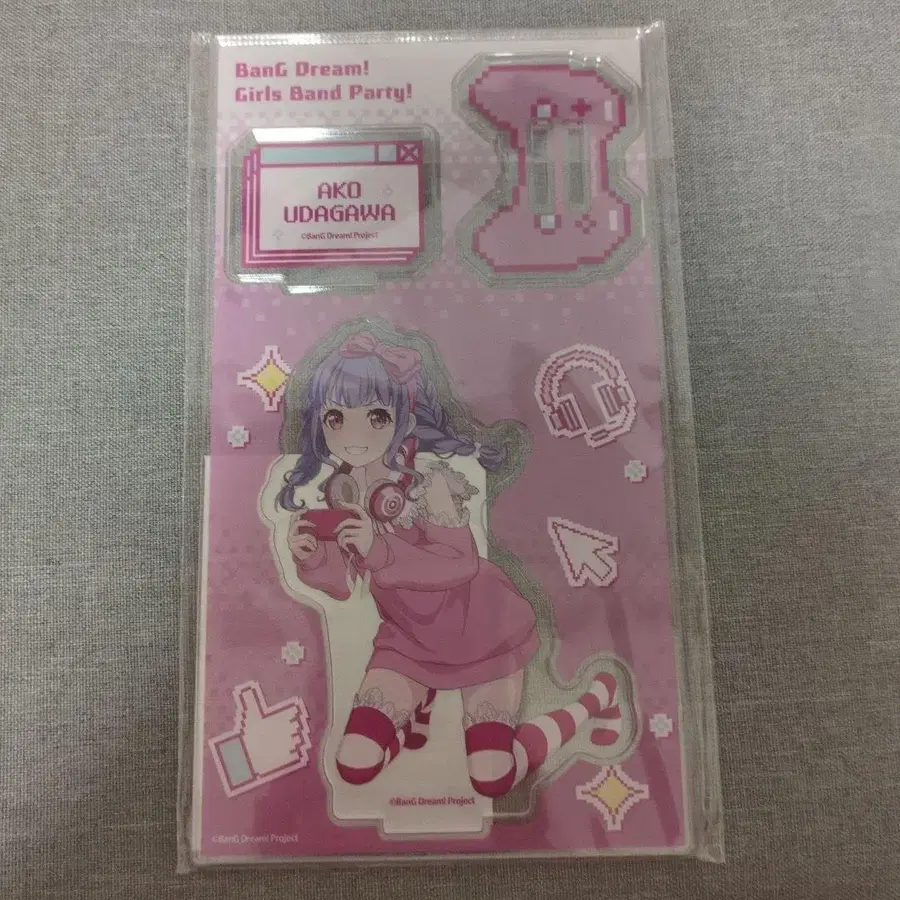 BanG Dream!
Girls Band Party!
AKO
UDAGAWA
©BanG Dream! Project
©BanG Dream! Project
©BanG Dream! Project